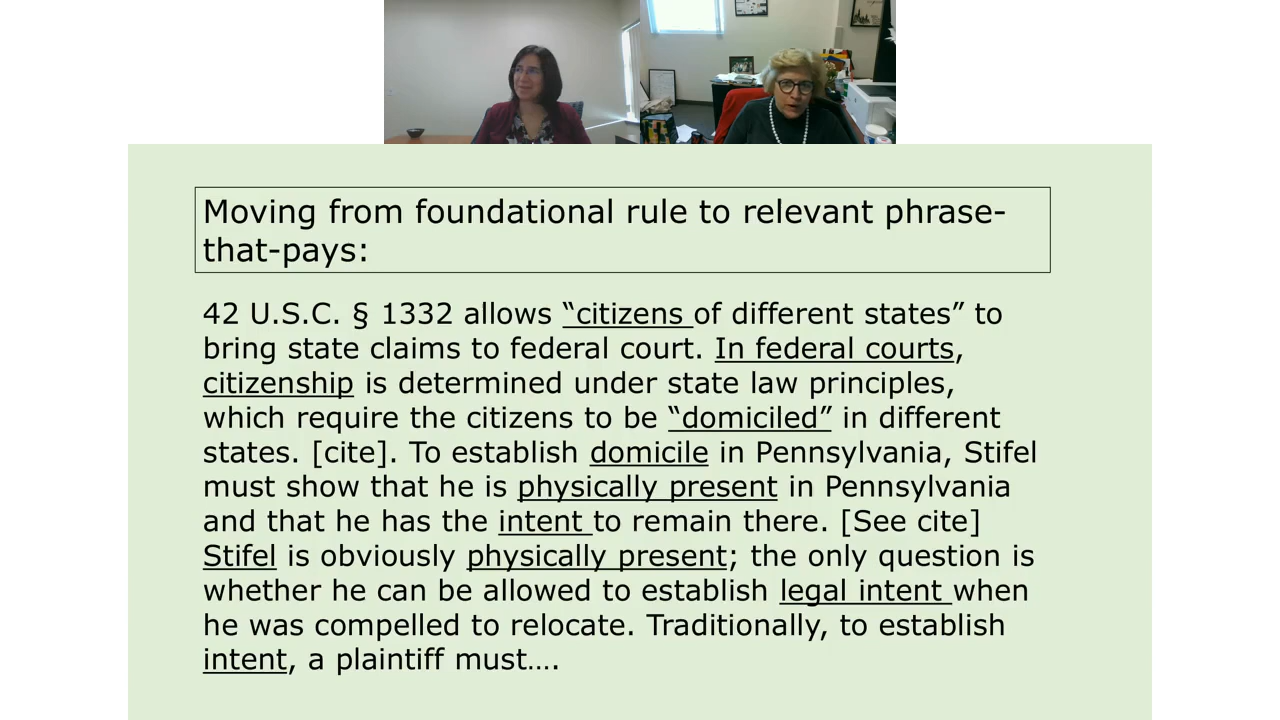 Moving from foundational rule to relevant phrase-
that-pays:
42 U.S.C. § 1332 allows “citizens of different states” to
bring state claims to federal court. In federal courts,
citizenship is determined under state law principles,
which require the citizens to be “domiciled” in different
states. [cite]. To establish domicile in Pennsylvania, Stifel
must show that he is physically present in Pennsylvania
and that he has the intent to remain there. [See cite]
Stifel is obviously physically present; the only question is
whether he can be allowed to establish legal intent when
he was compelled to relocate. Traditionally, to establish
intent, a plaintiff must….